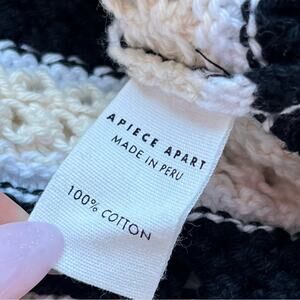 APIECE APART
MADE IN PERU
100% COTTON